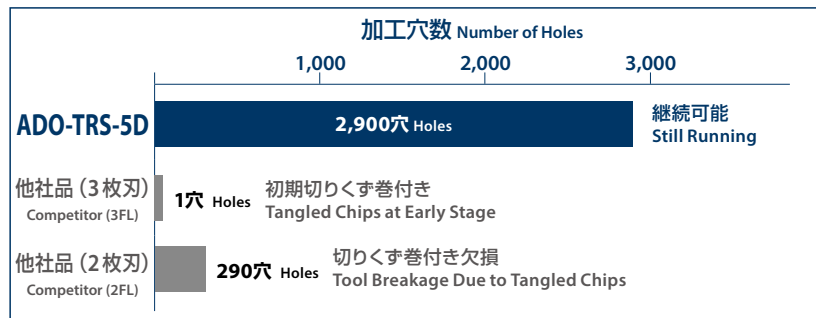 加工穴数 Number of Holes
1,000 2,000 3,000
ADO-TRS-5D 2,900穴 Holes 継続可能
Still Running
他社品（3枚刃） 1穴 Holes 初期切りくず巻付き
Competitor (3FL) Tangled Chips at Early Stage
他社品（2枚刃） 290穴 Holes 切りくず巻付き欠損
Competitor (2FL) Tool Breakage Due to Tangled Chips